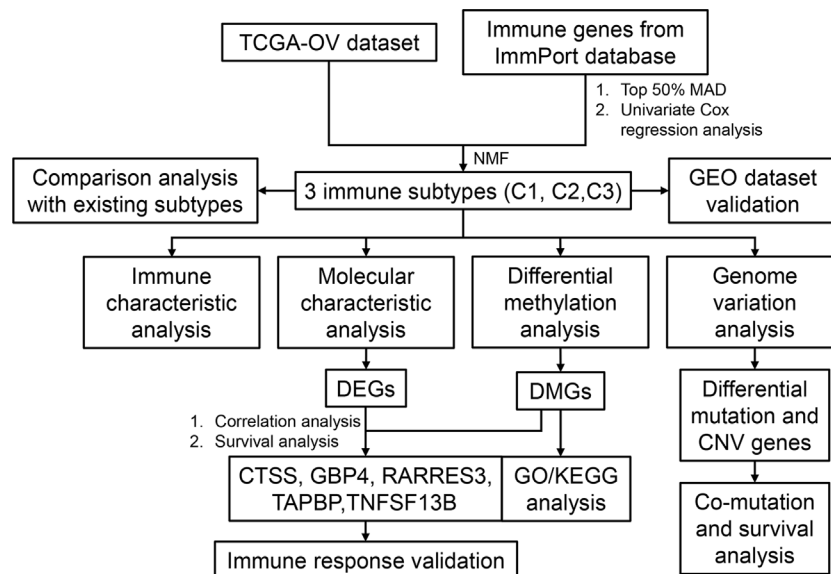 TCGA-OV dataset
Immune genes from
ImmPort database
1. Top 50% MAD
2. Univariate Cox
regression analysis
NMF
Comparison analysis
with existing subtypes
3 immune subtypes (C1, C2,C3)
GEO dataset
validation
Immune
characteristic
analysis
Molecular
characteristic
analysis
Differential
methylation
analysis
Genome
variation
analysis
DEGs
DMGs
Differential
mutation and
CNV genes
1. Correlation analysis
2. Survival analysis
CTSS, GBP4, RARRES3,
TAPBP,TNFSF13B
GO/KEGG
analysis
Co-mutation
and survival
analysis
Immune response validation